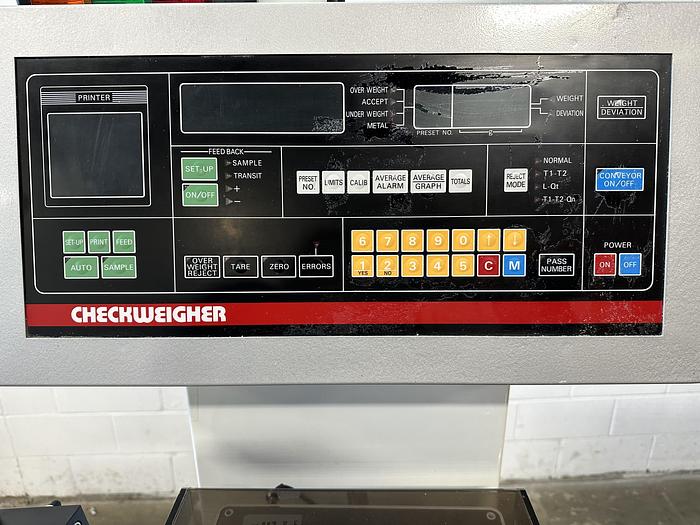 PRINTER
OVER WEIGHT
ACCEPT
UNDER WEIGHT
METAL
PRESET NO.
g
WEIGHT
DEVIATION
WEIGHT
DEVIATION
FEED BACK
SET-UP
ON/OFF
SAMPLE
TRANSIT
+
−
PRESET
NO.
LIMITS
CALIB
AVERAGE
ALARM
AVERAGE
GRAPH
TOTALS
REJECT
MODE
NORMAL
T1-T2
L-Qt
T1-T2 Qn
CONVEYOR
ON/OFF
SET-UP
PRINT
FEED
AUTO
SAMPLE
OVER
WEIGHT
REJECT
TARE
ZERO
ERRORS
6 7 8 9 0 ↑ ↓
1 2 3 4 5 C M
YES NO
PASS
NUMBER
POWER
ON
OFF
CHECKWEIGHER